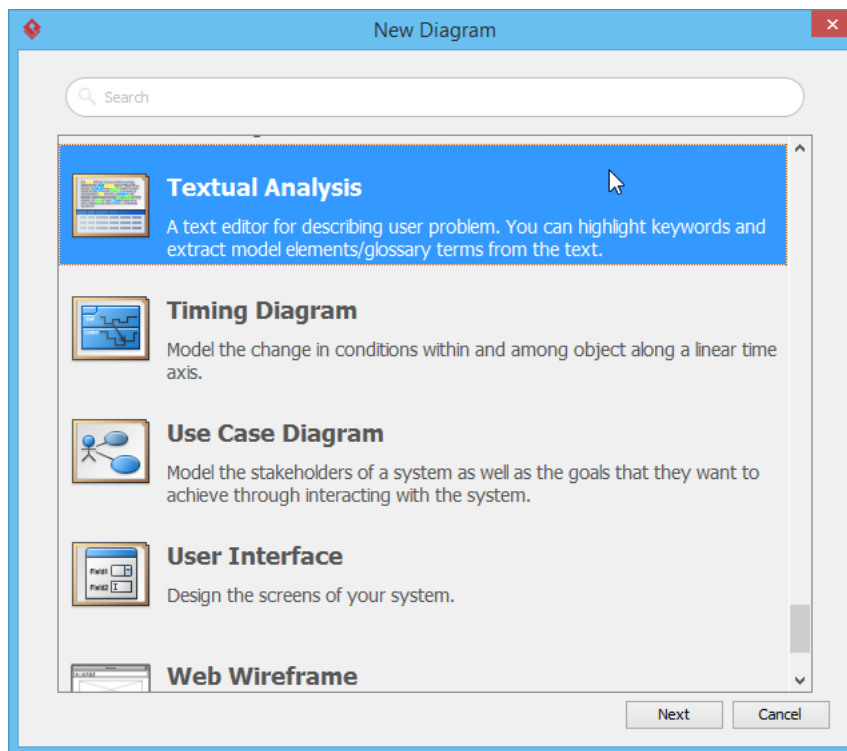 New Diagram
Search
Textual Analysis
A text editor for describing user problem. You can highlight keywords and
extract model elements/glossary terms from the text.
Timing Diagram
Model the change in conditions within and among object along a linear time
axis.
Use Case Diagram
Model the stakeholders of a system as well as the goals that they want to
achieve through interacting with the system.
User Interface
Field1
Field2
Design the screens of your system.
Web Wireframe
Next Cancel